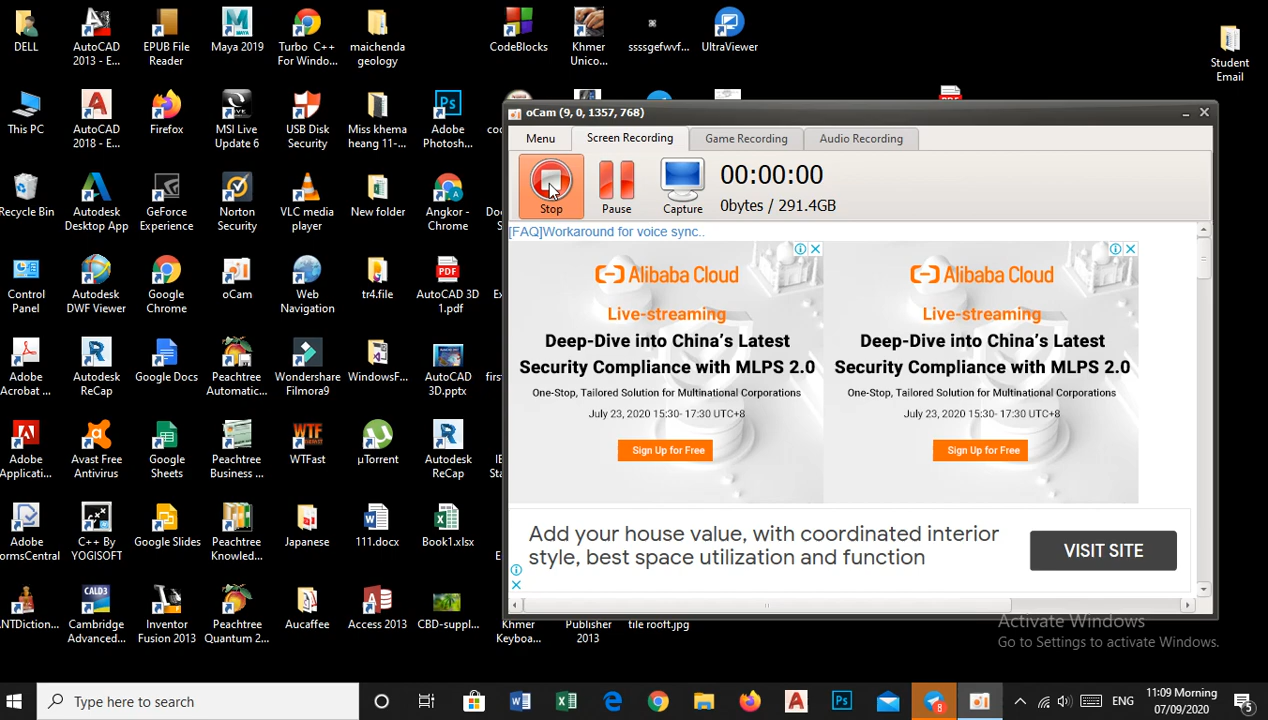 DELL
AutoCAD
2013 - E...
EPUB File
Reader
Maya 2019
Turbo C++
For Windo...
maichenda
geology
CodeBlocks
Khmer
Unico...
ssssgefwvf...
UltraViewer
Student
Email
This PC
AutoCAD
2018 - E...
Firefox
MSI Live
Update 6
USB Disk
Security
Miss khema
heang 11-...
Adobe
Photosh...
Recycle Bin
Autodesk
Desktop App
GeForce
Experience
Norton
Security
VLC media
player
New folder
Angkor -
Chrome
Control
Panel
Autodesk
DWF Viewer
Google
Chrome
oCam
Web
Navigation
tr4.file
AutoCAD 3D
1.pdf
Adobe
Acrobat ...
Autodesk
ReCap
Google Docs
Peachtree
Automatic...
Wondershare
Filmora9
WindowsF...
AutoCAD
3D.pptx
Adobe
Applicati...
Avast Free
Antivirus
Google
Sheets
Peachtree
Business ...
WTFast
µTorrent
Autodesk
ReCap
Adobe
ormsCentral
C++ By
YOGISOFT
Google Slides
Peachtree
Knowled...
Japanese
111.docx
Book1.xlsx
ANTDiction...
Cambridge
Advanced...
Inventor
Fusion 2013
Peachtree
Quantum 2...
Aucaffee
Access 2013
CBD-suppl...
Khmer
Keyboa...
Publisher
2013
tile rooft.jpg
oCam (9, 0, 1357, 768)
Menu
Screen Recording
Game Recording
Audio Recording
Stop
Pause
Capture
00:00:00
0bytes / 291.4GB
[FAQ]Workaround for voice sync..
Alibaba Cloud
Live-streaming
Deep-Dive into China's Latest
Security Compliance with MLPS 2.0
One-Stop, Tailored Solution for Multinational Corporations
July 23, 2020 15:30- 17:30 UTC+8
Sign Up for Free
Alibaba Cloud
Live-streaming
Deep-Dive into China's Latest
Security Compliance with MLPS 2.0
One-Stop, Tailored Solution for Multinational Corporations
July 23, 2020 15:30- 17:30 UTC+8
Sign Up for Free
Add your house value, with coordinated interior
style, best space utilization and function
VISIT SITE
Activate Windows
Go to Settings to activate Windows.
Type here to search
ENG
11:09 Morning
07/09/2020